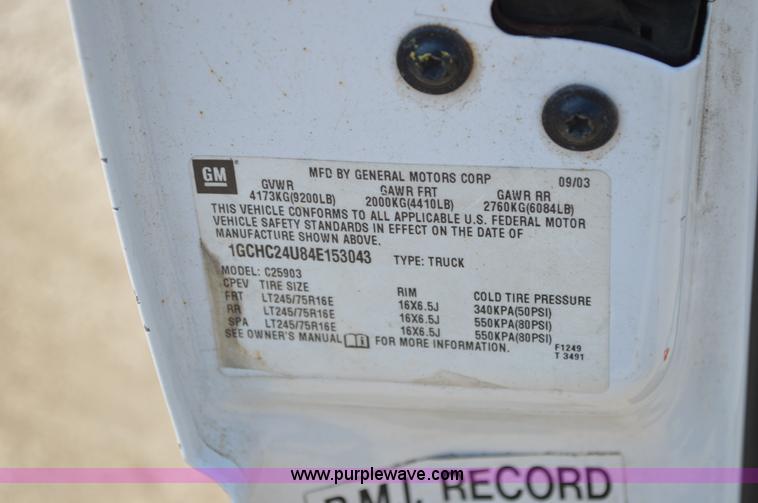 GM MFD BY GENERAL MOTORS CORP 09/03
GVWR GAWR FRT GAWR RR
4173KG(9200LB) 2000KG(4410LB) 2760KG(6084LB)
THIS VEHICLE CONFORMS TO ALL APPLICABLE U.S. FEDERAL MOTOR
VEHICLE SAFETY STANDARDS IN EFFECT ON THE DATE OF
MANUFACTURE SHOWN ABOVE.
1GCHC24U84E153043 TYPE: TRUCK
MODEL: C25903
CPEV TIRE SIZE RIM COLD TIRE PRESSURE
FRT LT245/75R16E 16X6.5J 340KPA(50PSI)
RR LT245/75R16E 16X6.5J 550KPA(80PSI)
SPA LT245/75R16E 16X6.5J 550KPA(80PSI)
SEE OWNER'S MANUAL FOR MORE INFORMATION.
F1249
T 3491
www.purplewave.com
P.M.I. RECORD